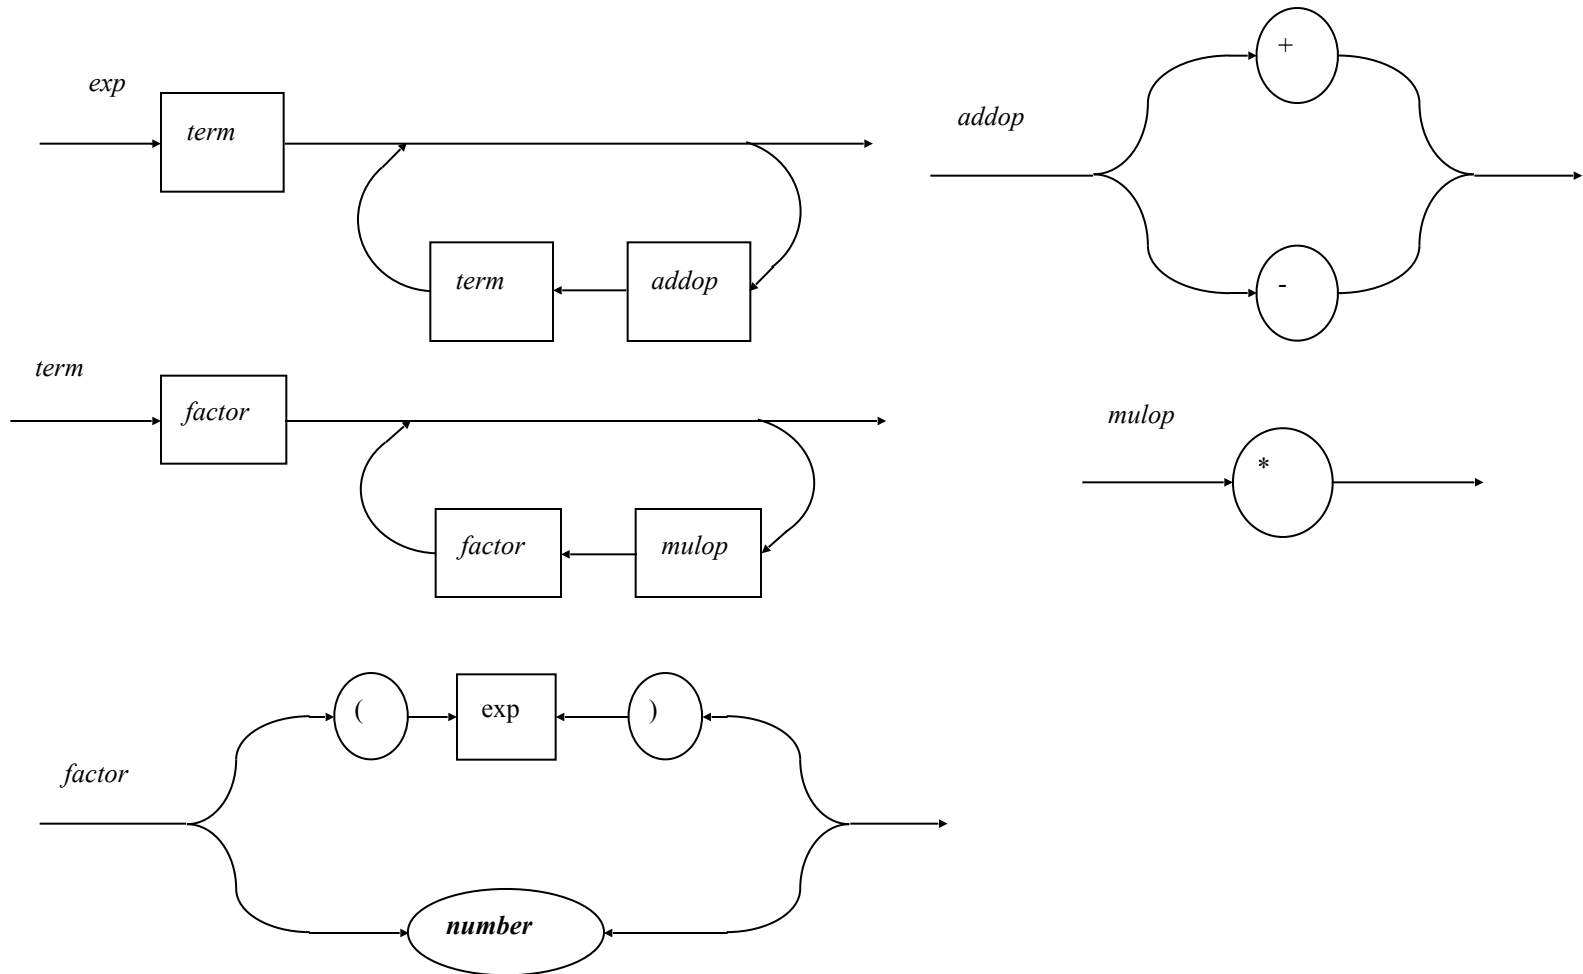 exp
term
term
addop
addop
+
-
term
factor
factor
mulop
mulop
*
factor
(
exp
)
number